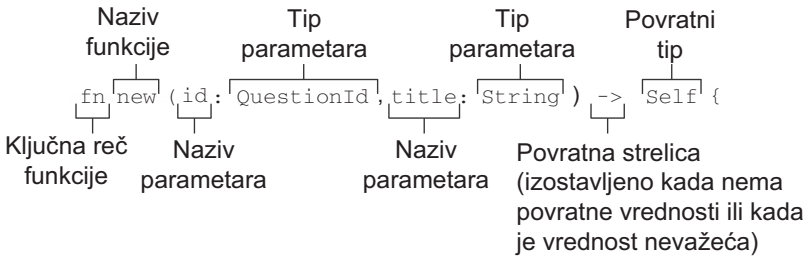 Naziv
funkcije
Tip
parametara
Tip
parametara
Povratni
tip
fn new (id: QuestionId, title: String) -> Self {
Ključna reč
funkcije
Naziv
parametara
Naziv
parametara
Povratna strelica
(izostavljeno kada nema
povratne vrednosti ili kada
je vrednost nevažeća)